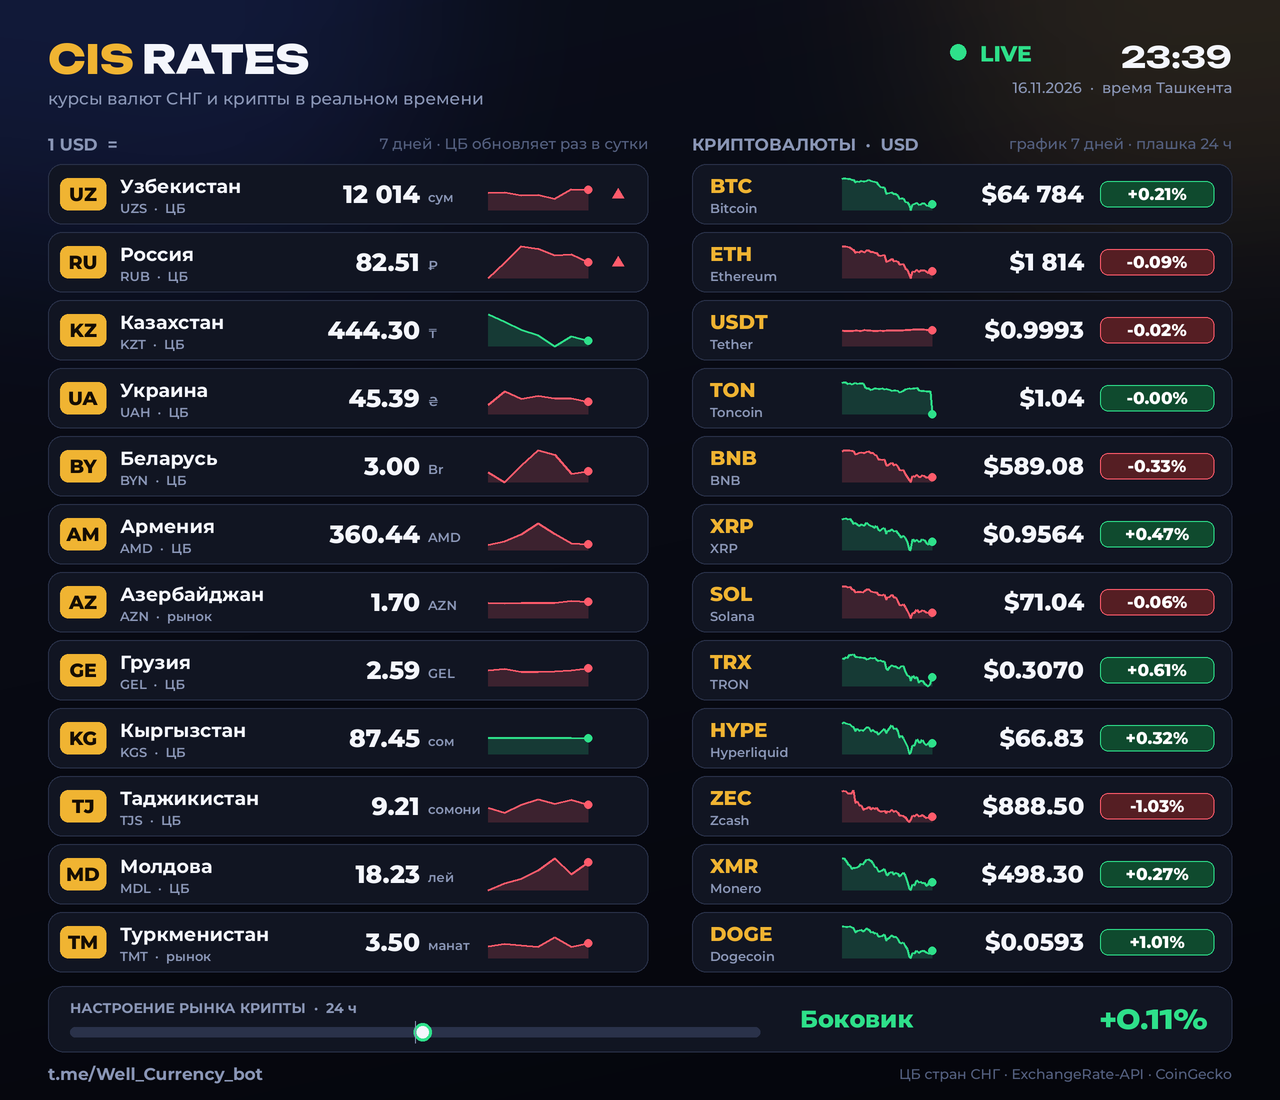 CIS RATES
курсы валют СНГ и крипты в реальном времени
LIVE
23:39
16.11.2026 · время Ташкента
1 USD =
7 дней · ЦБ обновляет раз в сутки
UZ Узбекистан 12 014 сум
UZS · ЦБ
RU Россия 82.51 ₽
RUB · ЦБ
KZ Казахстан 444.30 ₸
KZT · ЦБ
UA Украина 45.39 ₴
UAH · ЦБ
BY Беларусь 3.00 Br
BYN · ЦБ
AM Армения 360.44 AMD
AMD · ЦБ
AZ Азербайджан 1.70 AZN
AZN · рынок
GE Грузия 2.59 GEL
GEL · ЦБ
KG Кыргызстан 87.45 сом
KGS · ЦБ
TJ Таджикистан 9.21 сомони
TJS · ЦБ
MD Молдова 18.23 лей
MDL · ЦБ
TM Туркменистан 3.50 манат
TMT · рынок
КРИПТОВАЛЮТЫ · USD
график 7 дней · плашка 24 ч
BTC $64 784 +0.21%
Bitcoin
ETH $1 814 -0.09%
Ethereum
USDT $0.9993 -0.02%
Tether
TON $1.04 -0.00%
Toncoin
BNB $589.08 -0.33%
BNB
XRP $0.9564 +0.47%
XRP
SOL $71.04 -0.06%
Solana
TRX $0.3070 +0.61%
TRON
HYPE $66.83 +0.32%
Hyperliquid
ZEC $888.50 -1.03%
Zcash
XMR $498.30 +0.27%
Monero
DOGE $0.0593 +1.01%
Dogecoin
НАСТРОЕНИЕ РЫНКА КРИПТЫ · 24 ч
Боковик
+0.11%
t.me/Well_Currency_bot
ЦБ стран СНГ · ExchangeRate-API · CoinGecko